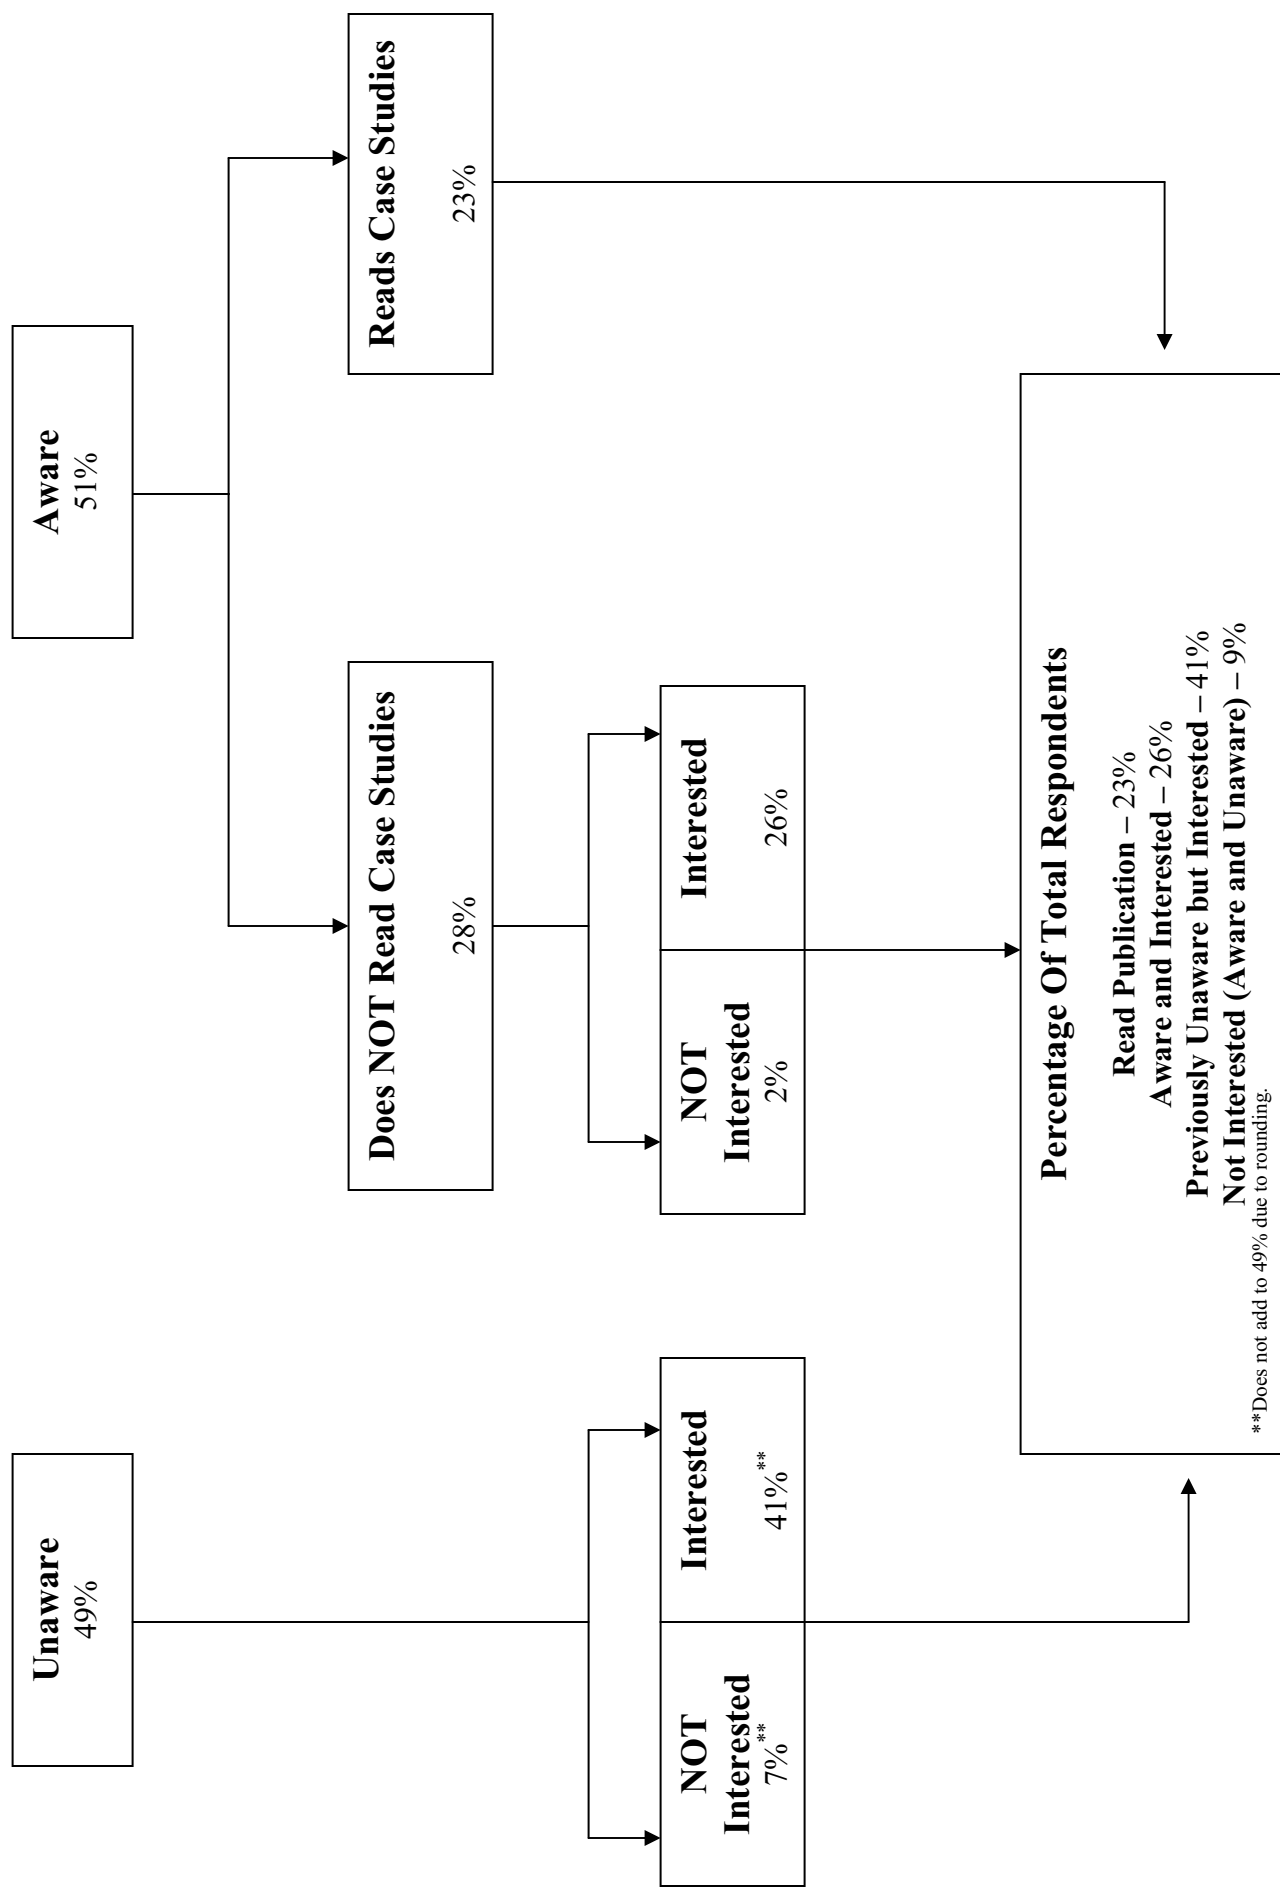 Unaware
49%
Aware
51%
Does NOT Read Case Studies
28%
Reads Case Studies
23%
NOT
Interested
7%**
Interested
41%**
NOT
Interested
2%
Interested
26%
Percentage Of Total Respondents
Read Publication – 23%
Aware and Interested – 26%
Previously Unaware but Interested – 41%
Not Interested (Aware and Unaware) – 9%
**Does not add to 49% due to rounding.